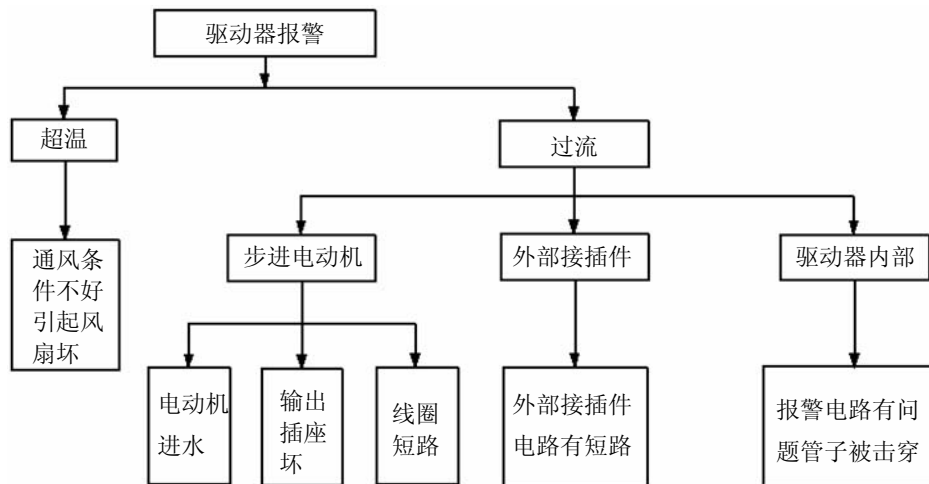 驱动器报警
超温
过流
通风条
件不好
引起风
扇坏
步进电动机
外部接插件
驱动器内部
电动机
进水
输出
插座
坏
线圈
短路
外部接插件
电路有短路
报警电路有问
题管子被击穿